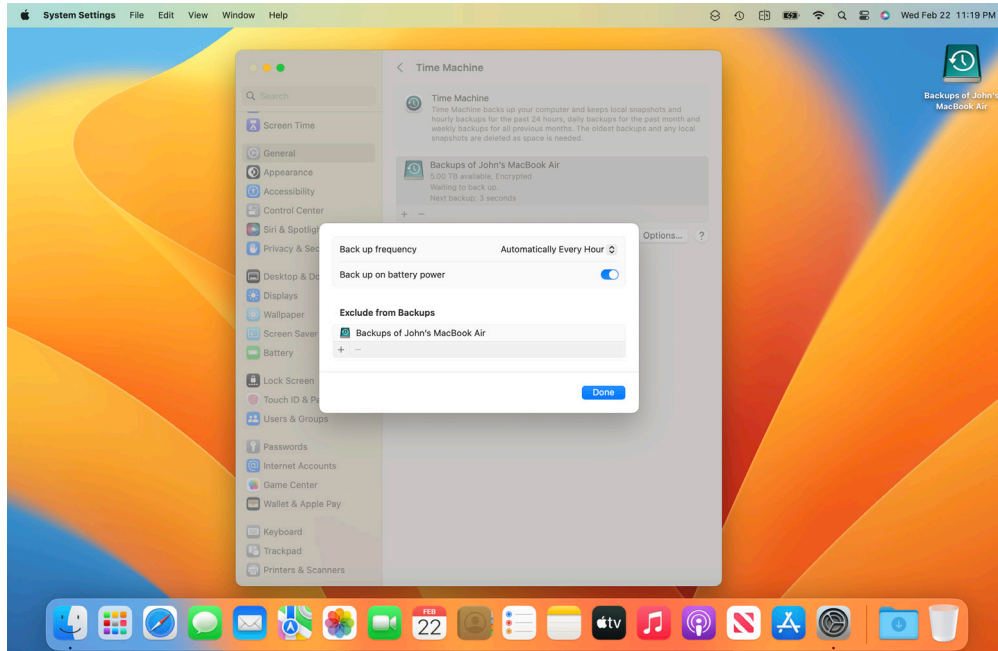 System Settings File Edit View Window Help
Wed Feb 22 11:19 PM
Backups of John's
MacBook Air
Time Machine
Search
Screen Time
General
Appearance
Accessibility
Control Center
Siri & Spotligh
Privacy & Sec
Desktop & Do
Displays
Wallpaper
Screen Saver
Battery
Lock Screen
Touch ID & Pa
Users & Groups
Passwords
Internet Accounts
Game Center
Wallet & Apple Pay
Keyboard
Trackpad
Printers & Scanners
Time Machine
Time Machine backs up your computer and keeps local snapshots and
hourly backups for the past 24 hours, daily backups for the past month and
weekly backups for all previous months. The oldest backups and any local
snapshots are deleted as space is needed.
Backups of John's MacBook Air
5.00 TB available, Encrypted
Waiting to back up.
Next backup: 3 seconds
+ −
Options... ?
Back up frequency Automatically Every Hour
Back up on battery power
Exclude from Backups
Backups of John's MacBook Air
+ −
Done
FEB
22
tv